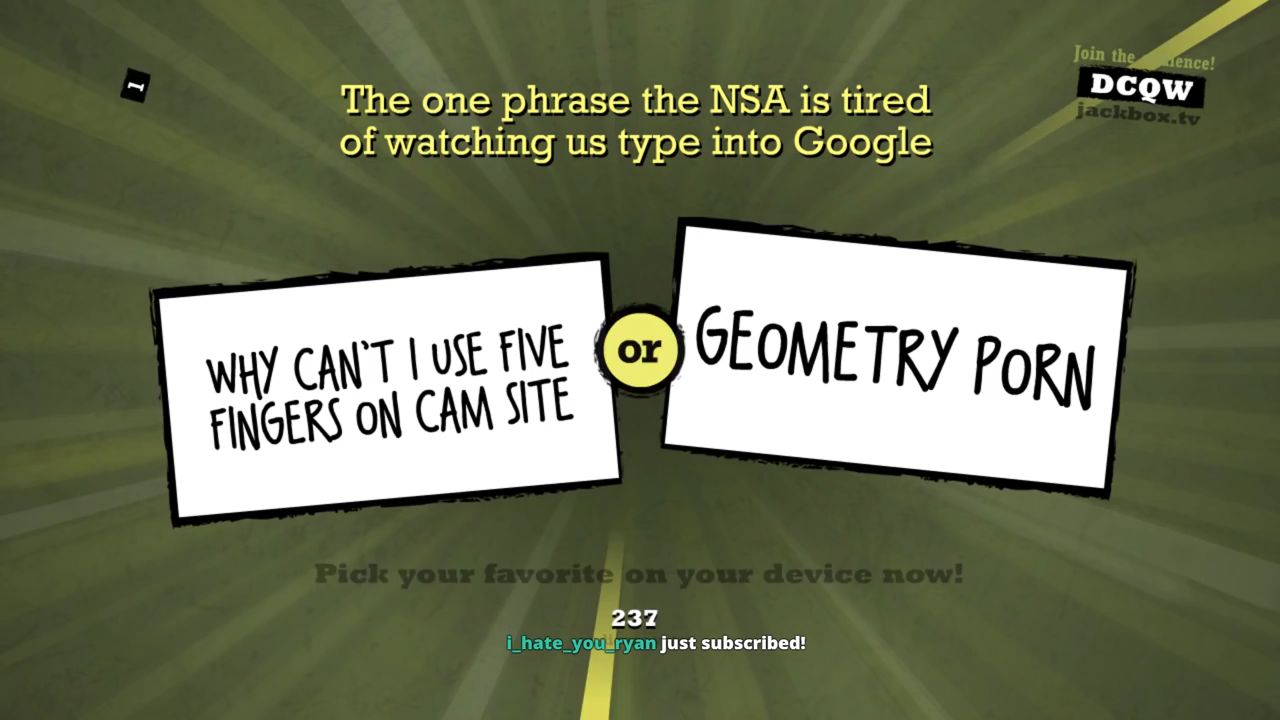 1
Join the
DCQW
jackbox.tv
The one phrase the NSA is tired
of watching us type into Google
WHY CAN'T I USE FIVE
FINGERS ON CAM SITE
or
GEOMETRY PORN
Pick your favorite on your device now!
237
i_hate_you_ryan just subscribed!